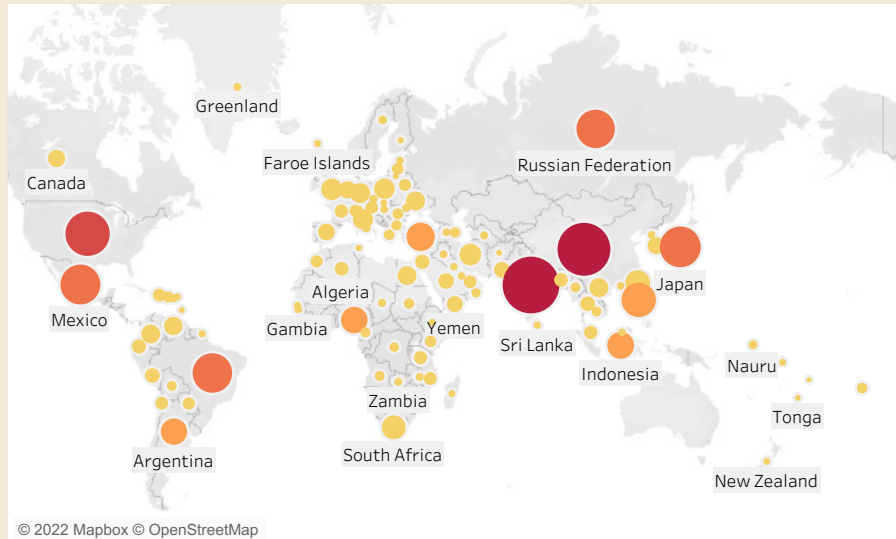 Greenland
Faroe Islands
Russian Federation
Canada
Japan
Algeria
Mexico
Gambia
Yemen
Sri Lanka
Nauru
Indonesia
Zambia
Tonga
South Africa
Argentina
New Zealand
© 2022 Mapbox © OpenStreetMap